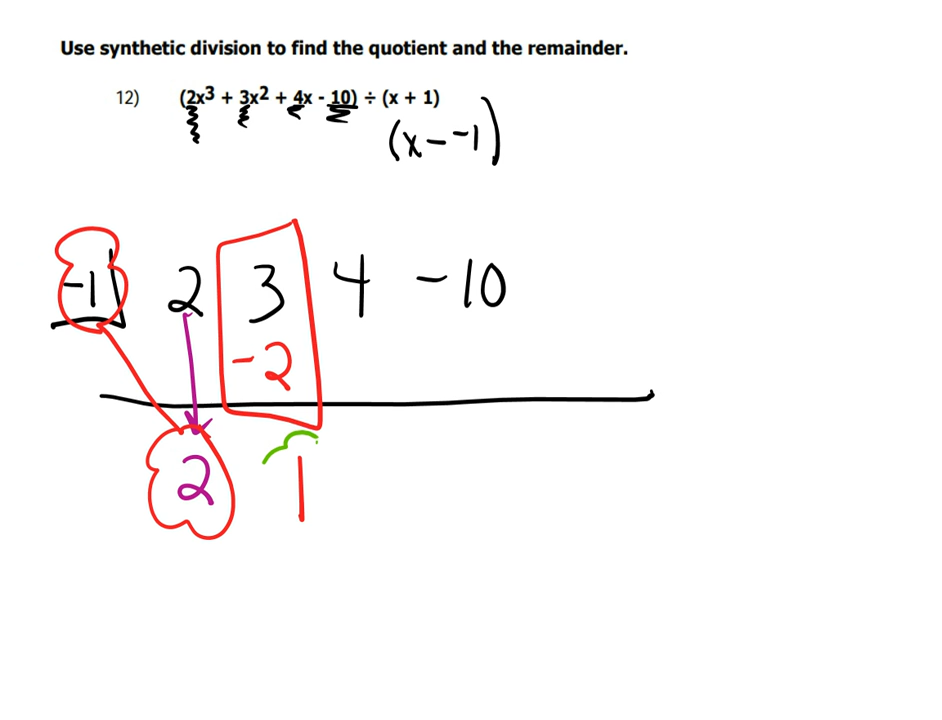 Use synthetic division to find the quotient and the remainder.
12) (2x3 + 3x2 + 4x - 10) ÷ (x + 1)
(x - -1)
-1 2 3 4 -10
-2
2 1